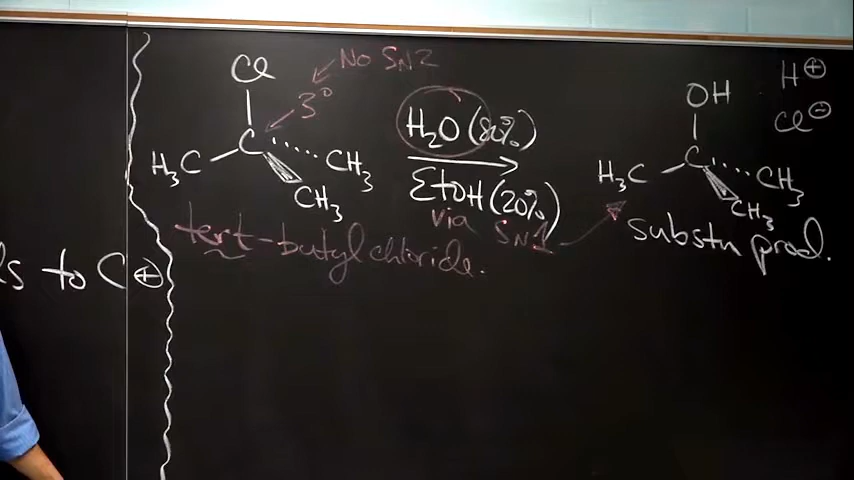 ls to C⊕
No SN2
3°
Cl
C
H3C
CH3
CH3
tert-butyl chloride.
H2O (80%)
EtOH (20%)
via SN1
OH
C
H3C
CH3
CH3
substn prod.
H⊕
Cl⊖